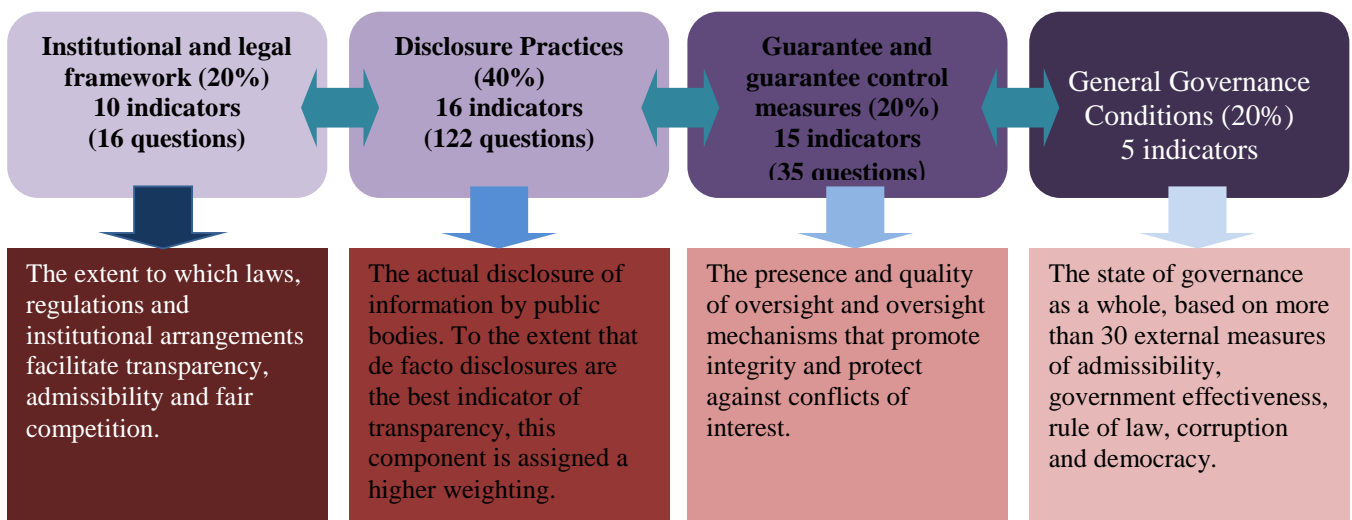 Institutional and legal
framework (20%)
10 indicators
(16 questions)
Disclosure Practices
(40%)
16 indicators
(122 questions)
Guarantee and
guarantee control
measures (20%)
15 indicators
(35 questions)
General Governance
Conditions (20%)
5 indicators
The extent to which laws,
regulations and
institutional arrangements
facilitate transparency,
admissibility and fair
competition.
The actual disclosure of
information by public
bodies. To the extent that
de facto disclosures are
the best indicator of
transparency, this
component is assigned a
higher weighting.
The presence and quality
of oversight and oversight
mechanisms that promote
integrity and protect
against conflicts of
interest.
The state of governance
as a whole, based on more
than 30 external measures
of admissibility,
government effectiveness,
rule of law, corruption
and democracy.